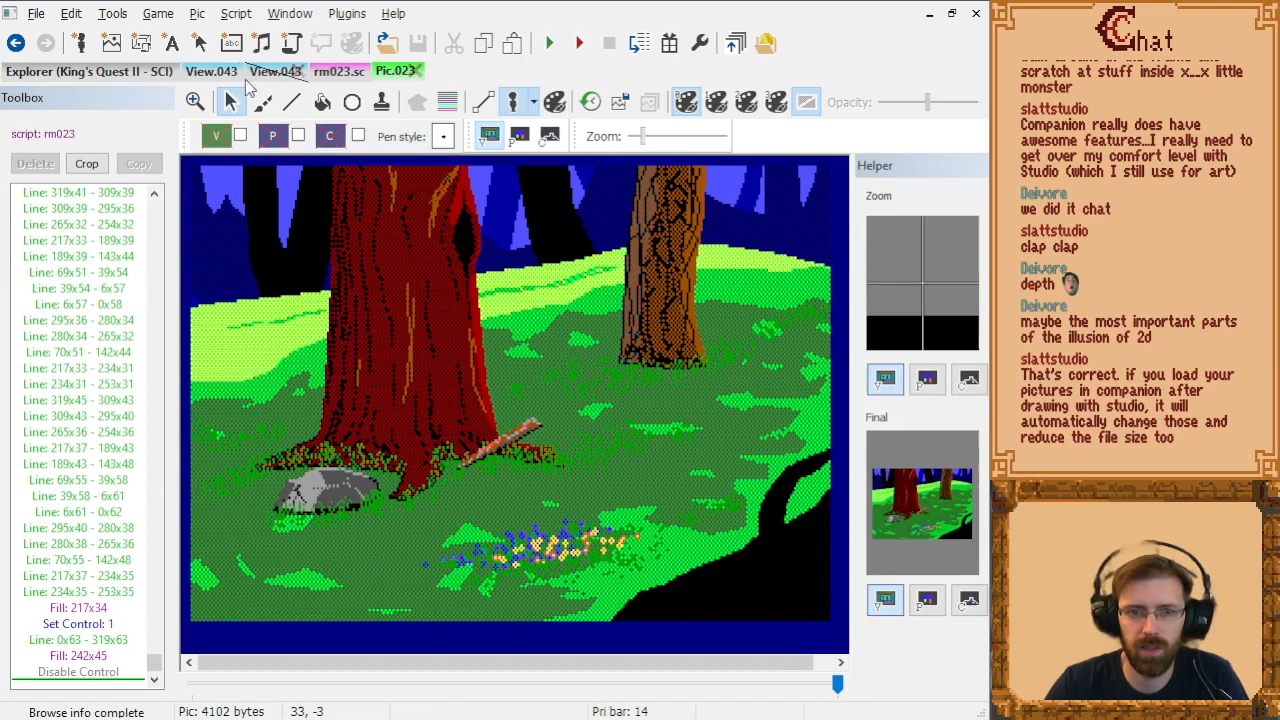 File Edit Tools Game Pic Script Window Plugins Help
Explorer (King's Quest II - SCI) View.043 View.043 rm023.sc Pic.023
Toolbox
Opacity:
script: rm023
V P C Pen style: Zoom:
Delete Crop Copy
Line: 319x41 - 309x39
Line: 309x39 - 295x36
Line: 265x32 - 254x32
Line: 217x33 - 189x39
Line: 189x39 - 143x44
Line: 69x51 - 39x54
Line: 39x54 - 6x57
Line: 6x57 - 0x58
Line: 295x36 - 280x34
Line: 280x34 - 265x32
Line: 70x51 - 142x44
Line: 217x33 - 234x31
Line: 234x31 - 253x31
Line: 319x45 - 309x43
Line: 309x43 - 295x40
Line: 265x36 - 254x36
Line: 217x37 - 189x43
Line: 189x43 - 143x48
Line: 69x55 - 39x58
Line: 39x58 - 6x61
Line: 6x61 - 0x62
Line: 295x40 - 280x38
Line: 280x38 - 265x36
Line: 70x55 - 142x48
Line: 217x37 - 234x35
Line: 234x35 - 253x35
Fill: 217x34
Set Control: 1
Line: 0x63 - 319x63
Fill: 242x45
Disable Control
Helper
Zoom
V P C
Final
V P C
Browse info complete Pic: 4102 bytes 33, -3 Pri bar: 14
Chat
scratch at stuff inside x...x little
monster
slattstudio
Companion really does have
awesome features...I really need to
get over my comfort level with
Studio (which I still use for art)
Deivore
we did it chat
slattstudio
clap clap
Deivore
depth
Deivore
maybe the most important parts
of the illusion of 2d
slattstudio
That's correct. if you load your
pictures in companion after
drawing with studio, it will
automatically change those and
reduce the file size too